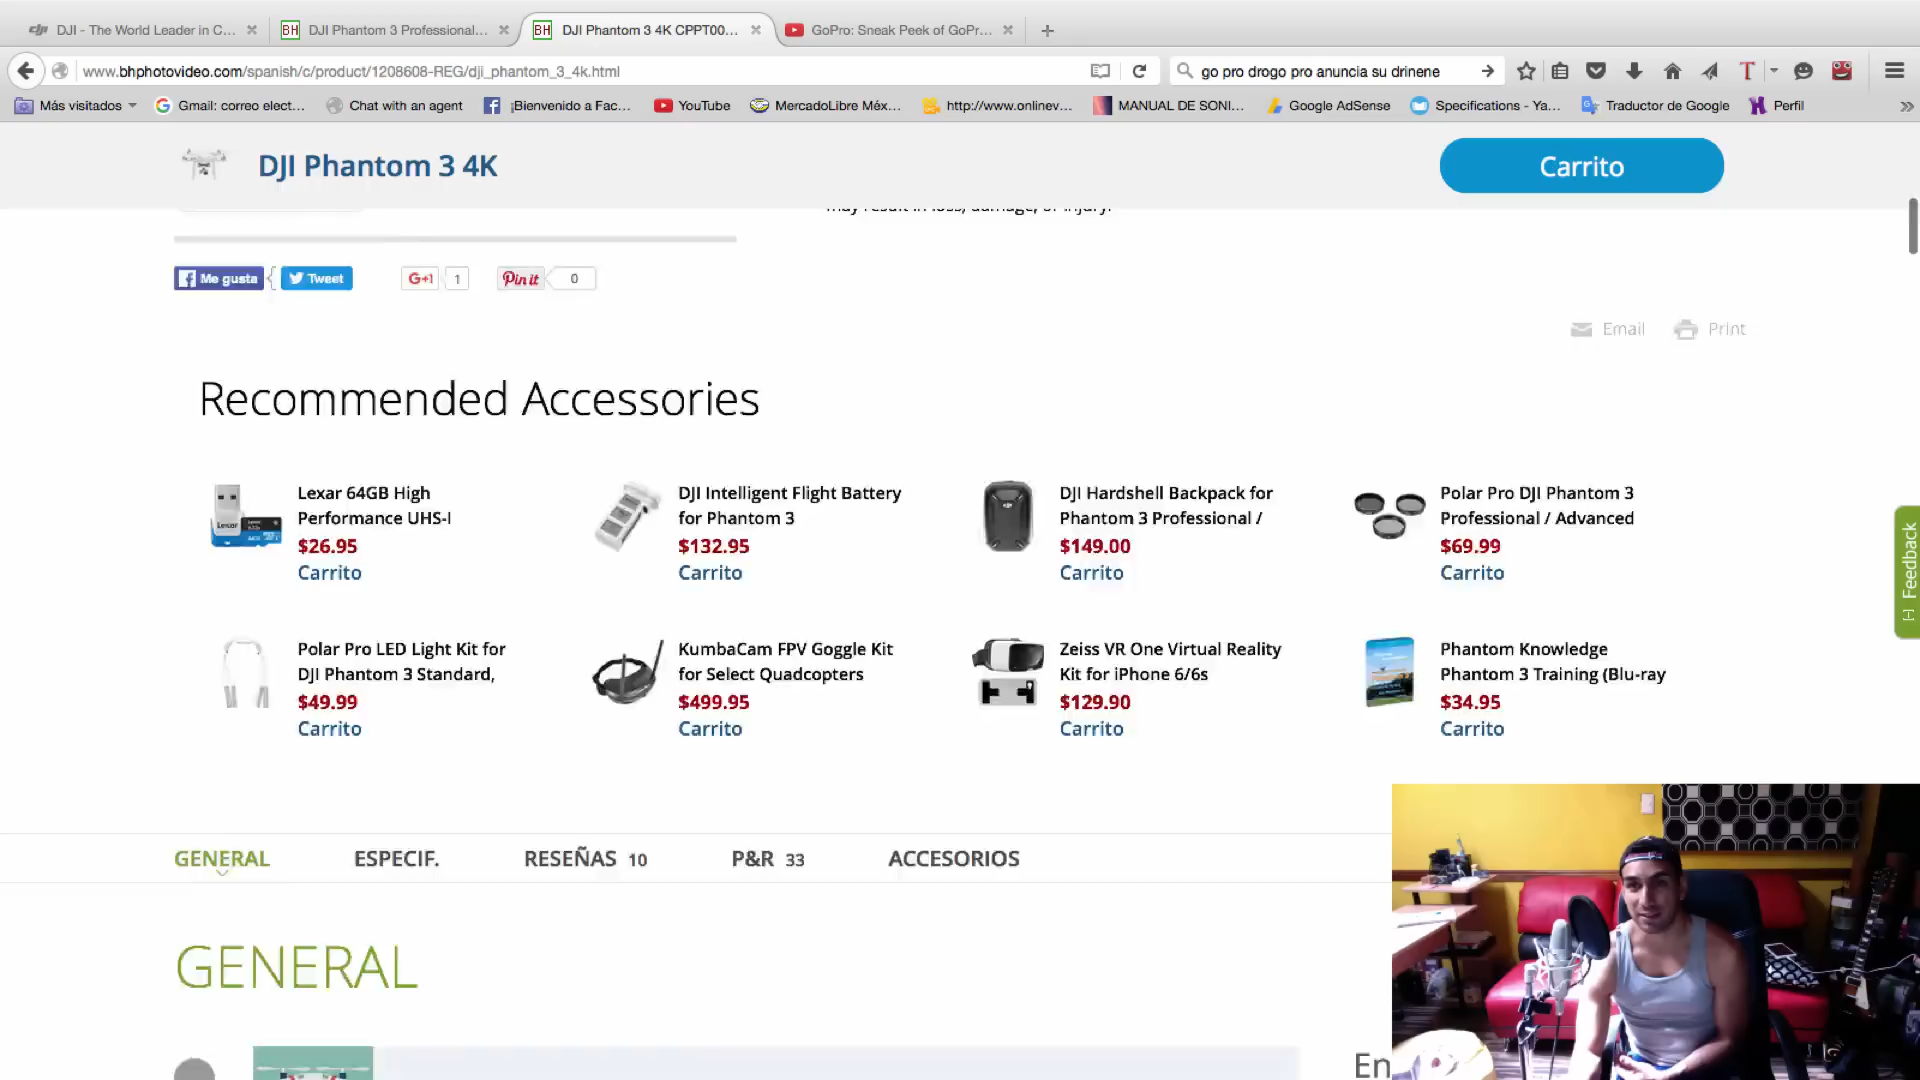 DJI - The World Leader in C...
BH DJI Phantom 3 Professional...
BH DJI Phantom 3 4K CPPT00...
GoPro: Sneak Peek of GoPr...
www.bhphotovideo.com/spanish/c/product/1208608-REG/dji_phantom_3_4k.html
go pro drogo pro anuncia su drinene
Más visitados
Gmail: correo elect...
Chat with an agent
¡Bienvenido a Fac...
YouTube
MercadoLibre Méx...
http://www.onlinev...
MANUAL DE SONI...
Google AdSense
Specifications - Ya...
Traductor de Google
Perfil
DJI Phantom 3 4K
Carrito
may result in loss, damage, or injury.
Me gusta
Tweet
G+1
1
Pin it
0
Email
Print
Recommended Accessories
Lexar 64GB High
Performance UHS-I
$26.95
Carrito
DJI Intelligent Flight Battery
for Phantom 3
$132.95
Carrito
DJI Hardshell Backpack for
Phantom 3 Professional /
$149.00
Carrito
Polar Pro DJI Phantom 3
Professional / Advanced
$69.99
Carrito
Polar Pro LED Light Kit for
DJI Phantom 3 Standard,
$49.99
Carrito
KumbaCam FPV Goggle Kit
for Select Quadcopters
$499.95
Carrito
Zeiss VR One Virtual Reality
Kit for iPhone 6/6s
$129.90
Carrito
Phantom Knowledge
Phantom 3 Training (Blu-ray
$34.95
Carrito
[-] Feedback
GENERAL
ESPECIF.
RESEÑAS 10
P&R 33
ACCESORIOS
GENERAL
En